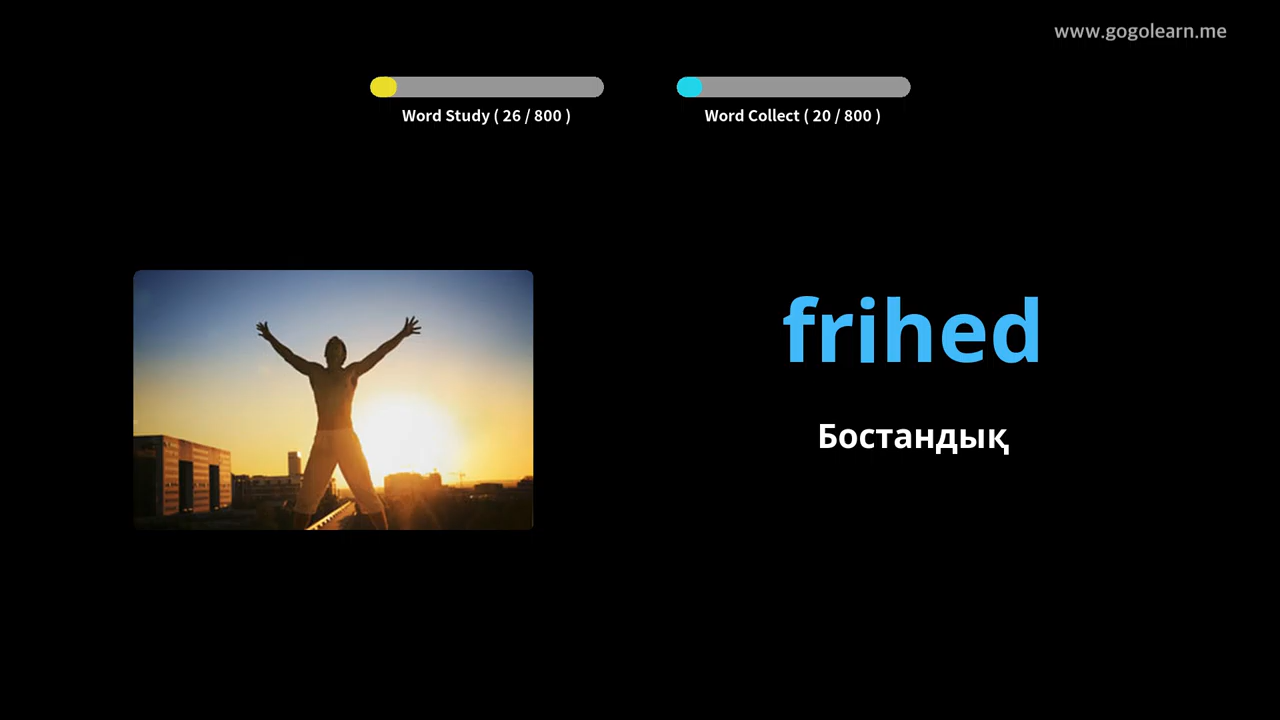 www.gogolearn.me
Word Study ( 26 / 800 )
Word Collect ( 20 / 800 )
frihed
Бостандық